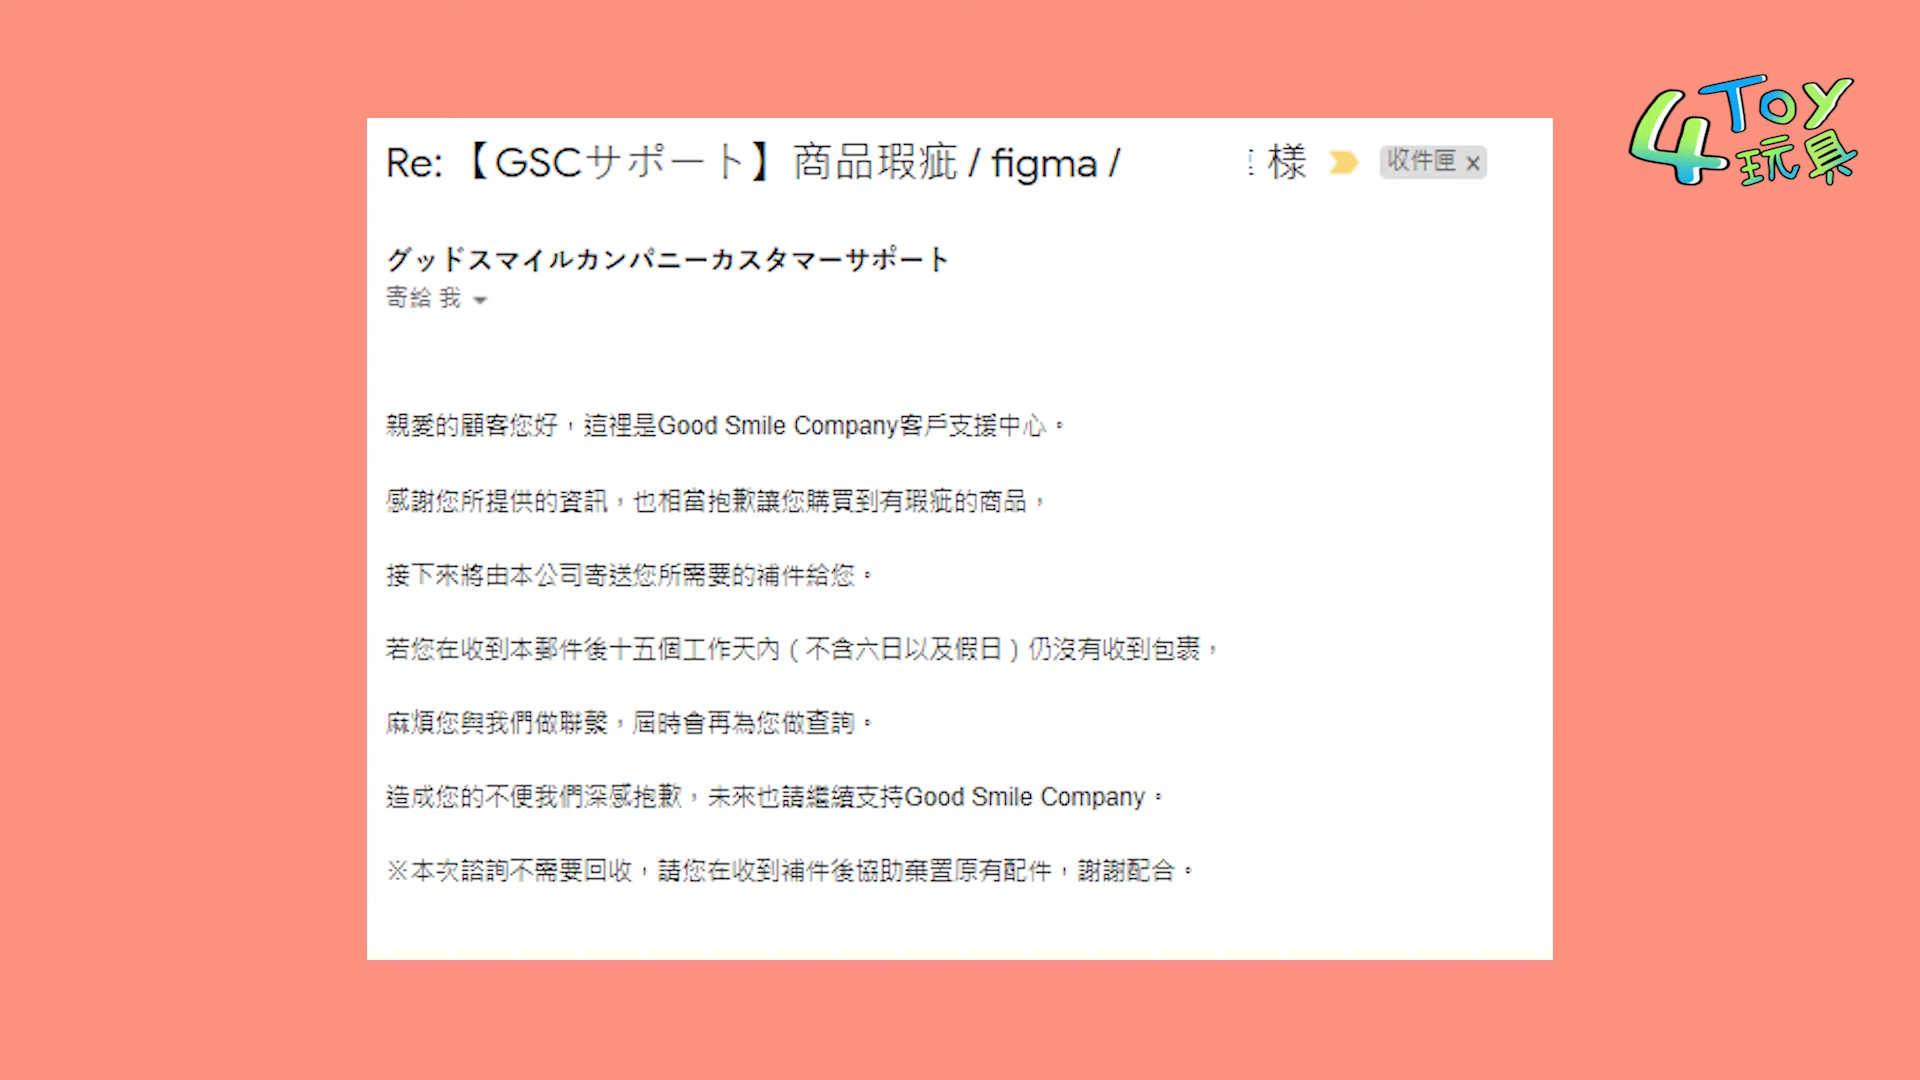 4TOY
玩具
Re: 【GSCサポート】商品瑕疵 / figma / 様 收件匣 ×
グッドスマイルカンパニーカスタマーサポート
寄給 我
親愛的顧客您好，這裡是Good Smile Company客戶支援中心。
感謝您所提供的資訊，也相當抱歉讓您購買到有瑕疵的商品，
接下來將由本公司寄送您所需要的補件給您。
若您在收到本郵件後十五個工作天內（不含六日以及假日）仍沒有收到包裹，
麻煩您與我們做聯繫，屆時會再為您做查詢。
造成您的不便我們深感抱歉，未來也請繼續支持Good Smile Company。
※本次諮詢不需要回收，請您在收到補件後協助棄置原有配件，謝謝配合。